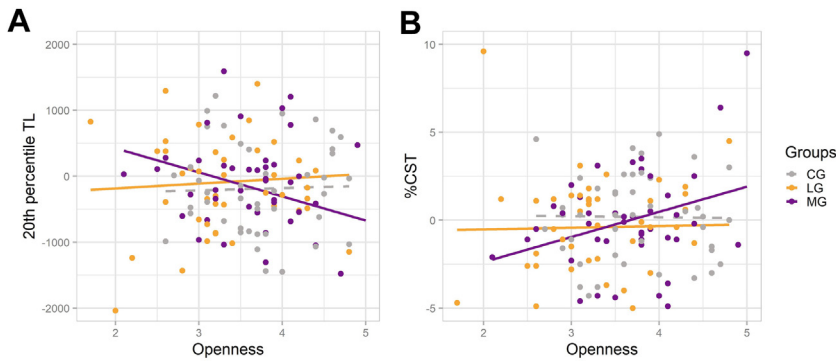 A
20th percentile TL
2000
1000
0
-1000
-2000
2
3
4
5
Openness
B
%CST
10
5
0
-5
2
3
4
5
Openness
Groups
CG
LG
MG